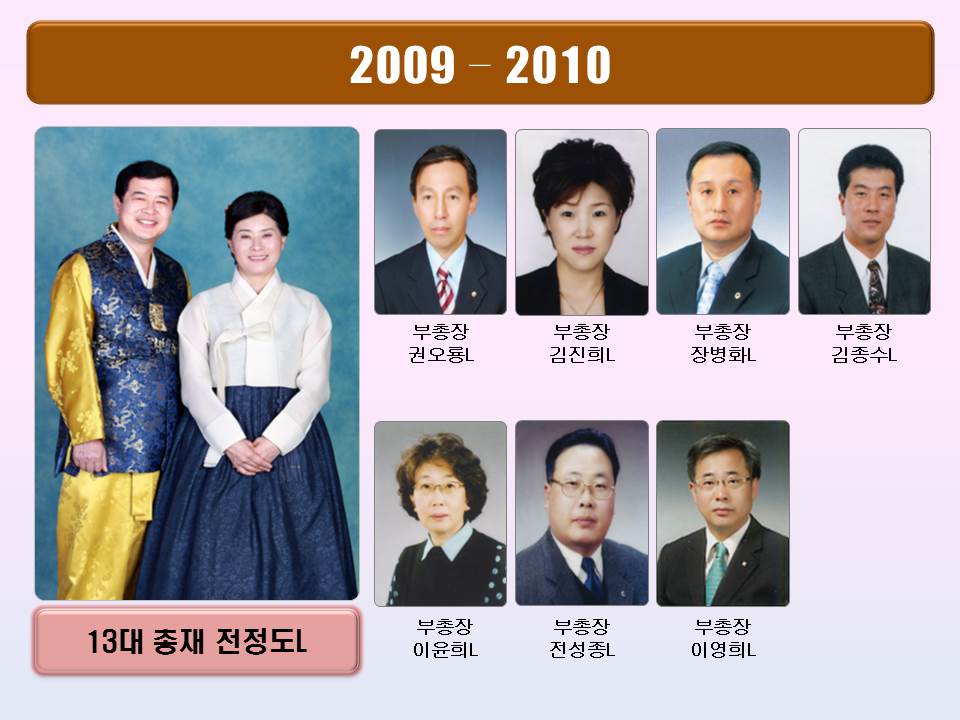 2009 – 2010
부총장
권오룡L
부총장
김진희L
부총장
장병화L
부총장
김종수L
부총장
이윤희L
부총장
전성종L
부총장
이영희L
13대 총재 전정도L